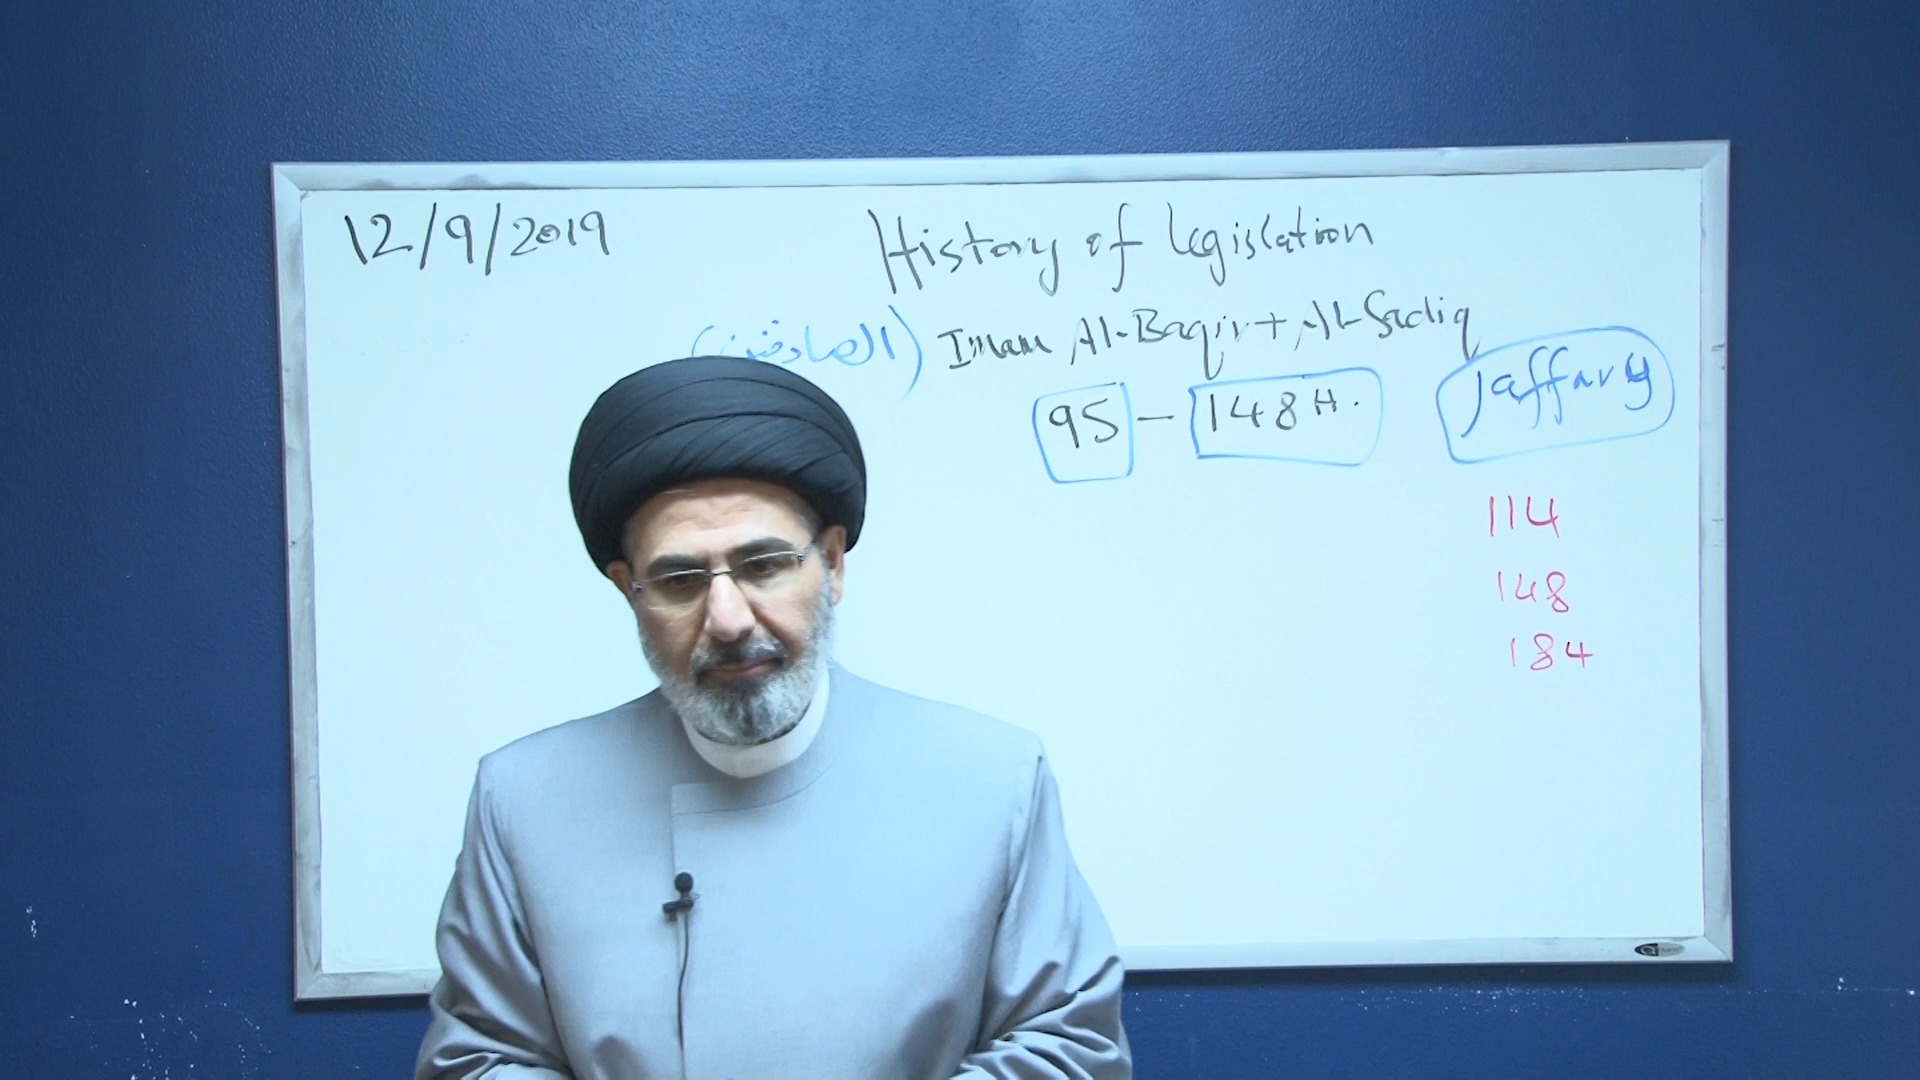 12/9/2019
History of legislation
(الصادقين) Imam Al-Baqir + Al-Sadiq
95 - 148 H. Jaffary
114
148
184